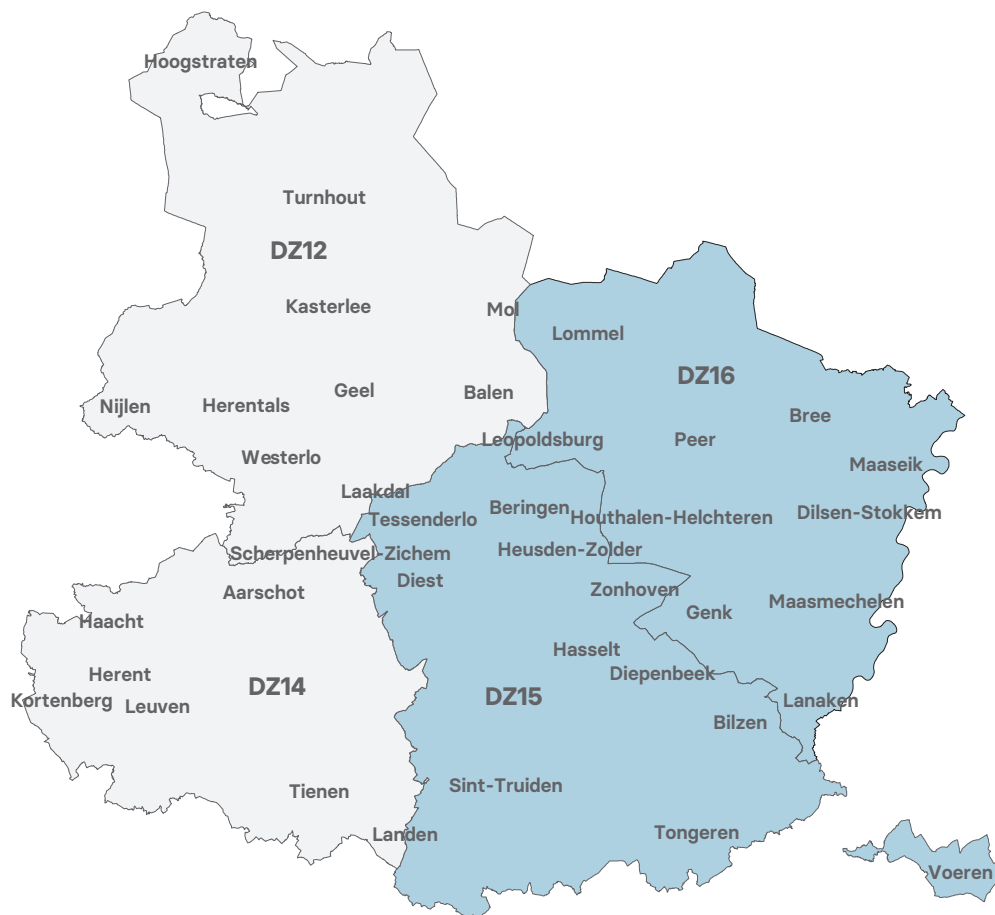 Hoogstraten
Turnhout
DZ12
Kasterlee
Mol
Lommel
DZ16
Geel
Balen
Nijlen
Herentals
Bree
Leopoldsburg
Peer
Westerlo
Maaseik
Laakdal
Beringen
Dilsen-Stokkem
Tessenderlo
Houthalen-Helchteren
Scherpenheuvel-Zichem
Heusden-Zolder
Diest
Aarschot
Zonhoven
Maasmechelen
Genk
Haacht
Hasselt
Herent
Diepenbeek
DZ14
DZ15
Kortenberg
Leuven
Lanaken
Bilzen
Sint-Truiden
Tienen
Landen
Tongeren
Voeren